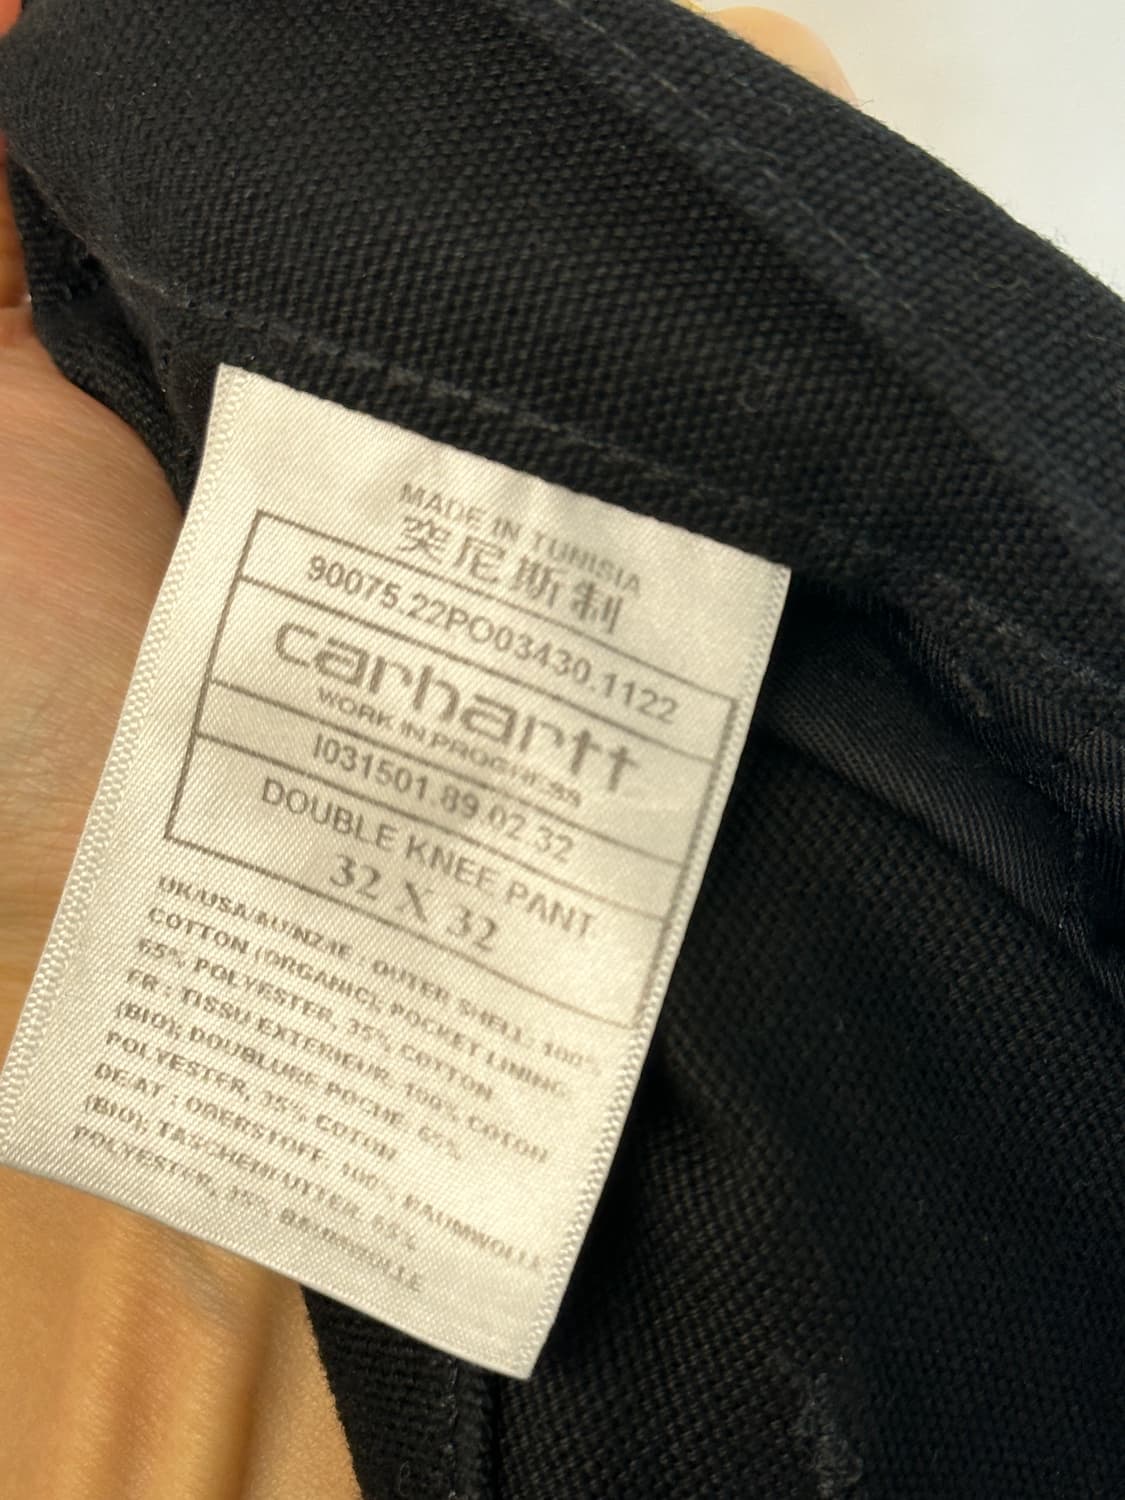 MADE IN TUNISIA
突尼斯制
90075.22PO03430.1122
carhartt
WORK IN PROGRESS
I031501.89.02.32
DOUBLE KNEE PANT
32 X 32
UK/USA/AU/NZ/IE : OUTER SHELL: 100%
COTTON (ORGANIC); POCKET LINING:
65% POLYESTER, 35% COTTON
FR : TISSU EXTERIEUR: 100% COTON
(BIO); DOUBLURE POCHE: 65%
POLYESTER, 35% COTON
DE/AT : OBERSTOFF: 100% BAUMWOLLE
(BIO); TASCHENFUTTER: 65%
POLYESTER, 35% BAUMWOLLE